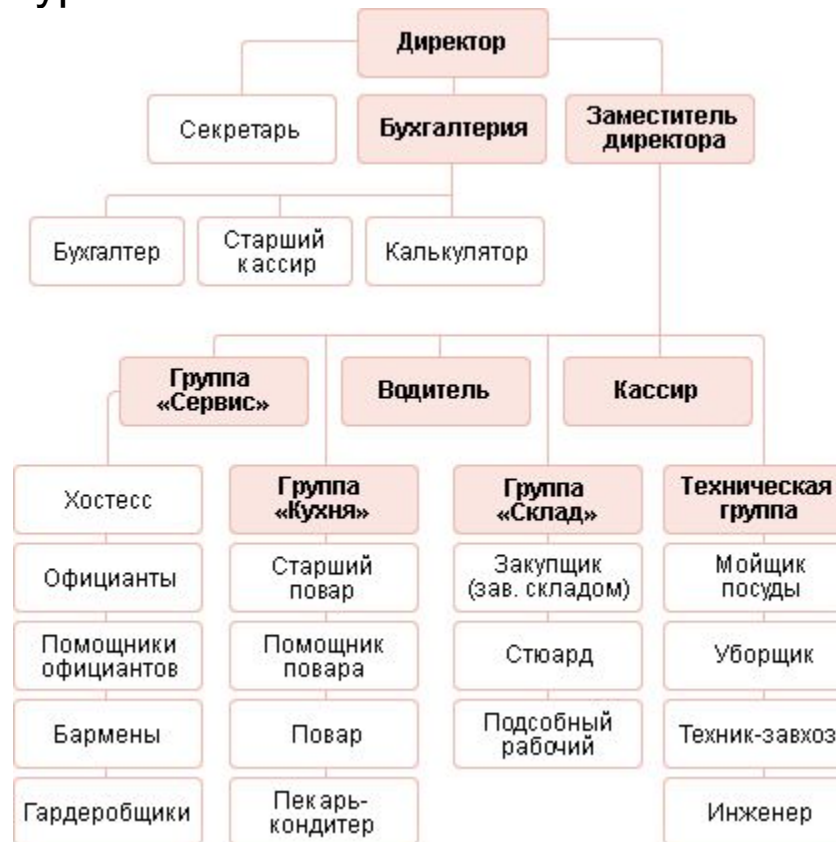 Директор
Секретарь
Бухгалтерия
Заместитель
директора
Бухгалтер
Старший
кассир
Калькулятор
Группа
«Сервис»
Водитель
Кассир
Хостесс
Группа
«Кухня»
Группа
«Склад»
Техническая
группа
Официанты
Старший
повар
Закупщик
(зав. складом)
Мойщик
посуды
Помощники
официантов
Помощник
повара
Стюард
Уборщик
Бармены
Повар
Подсобный
рабочий
Техник-завхоз
Гардеробщики
Пекарь-
кондитер
Инженер